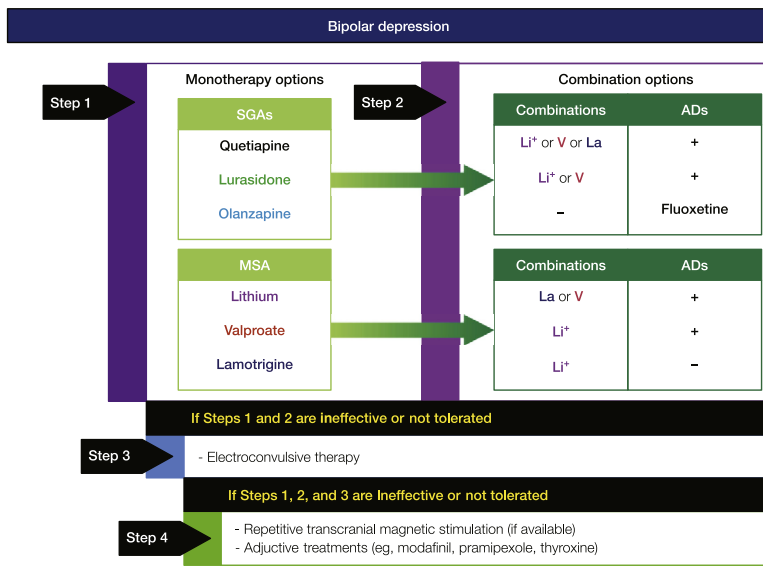 Bipolar depression
Step 1
Monotherapy options
SGAs
Quetiapine
Lurasidone
Olanzapine
MSA
Lithium
Valproate
Lamotrigine
Step 2
Combination options
Combinations ADs
Li⁺ or V or La +
Li⁺ or V +
– Fluoxetine
Combinations ADs
La or V +
Li⁺ +
Li⁺ –
If Steps 1 and 2 are ineffective or not tolerated
Step 3
- Electroconvulsive therapy
If Steps 1, 2, and 3 are Ineffective or not tolerated
Step 4
- Repetitive transcranial magnetic stimulation (if available)
- Adjuctive treatments (eg, modafinil, pramipexole, thyroxine)